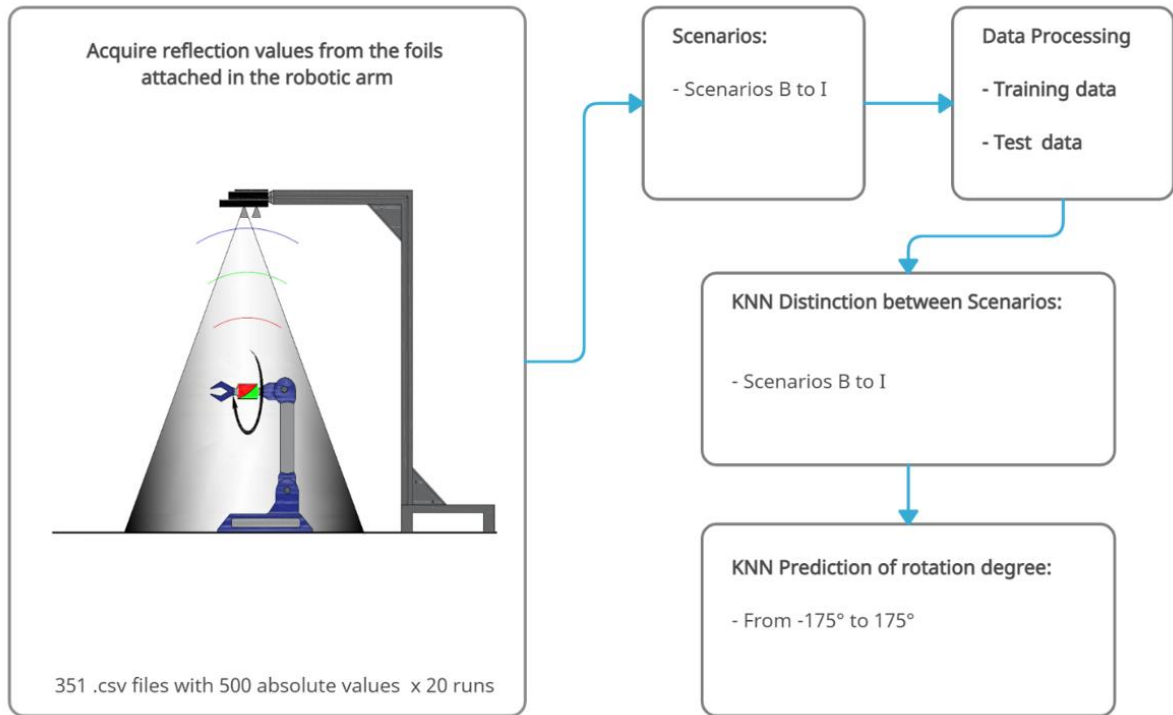 Acquire reflection values from the foils
attached in the robotic arm
351 .csv files with 500 absolute values  x 20 runs
Scenarios:
- Scenarios B to I
Data Processing
- Training data
- Test  data
KNN Distinction between Scenarios:
- Scenarios B to I
KNN Prediction of rotation degree:
- From -175° to 175°